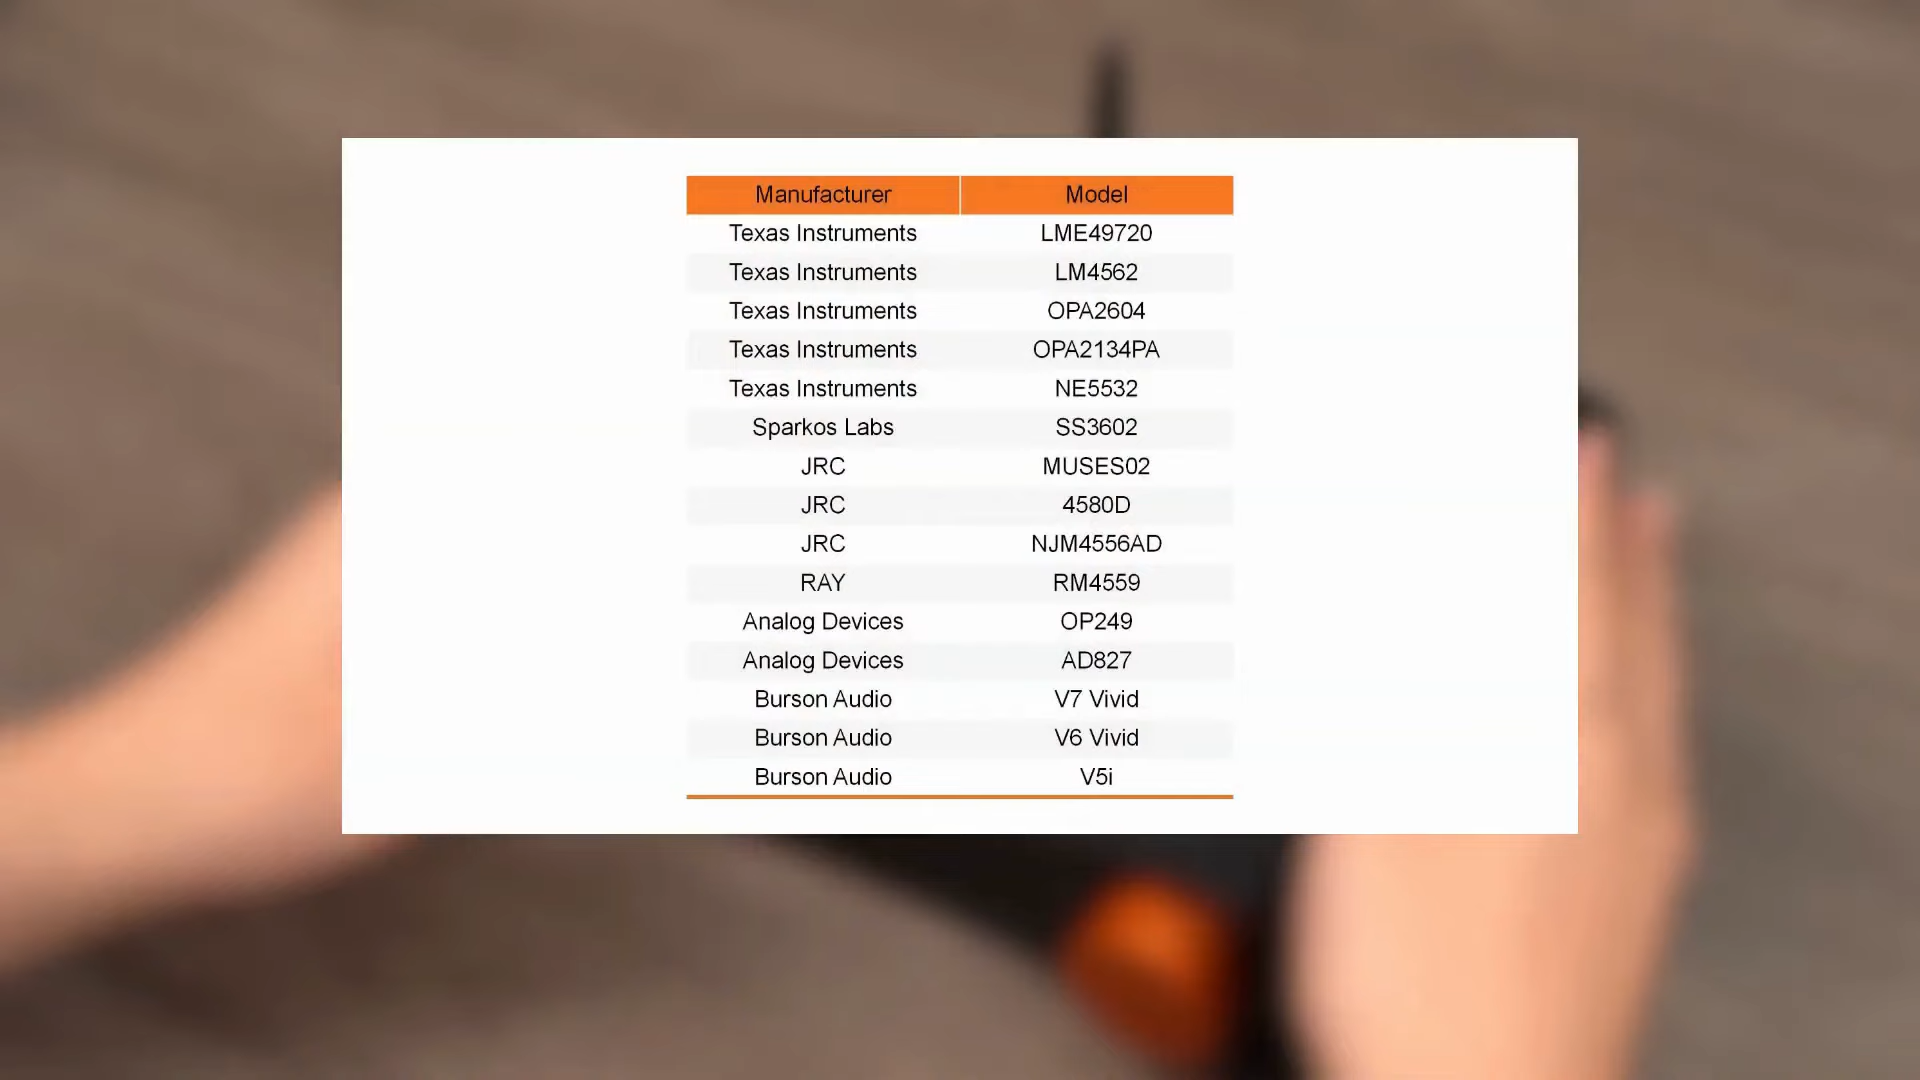 Manufacturer Model
Texas Instruments LME49720
Texas Instruments LM4562
Texas Instruments OPA2604
Texas Instruments OPA2134PA
Texas Instruments NE5532
Sparkos Labs SS3602
JRC MUSES02
JRC 4580D
JRC NJM4556AD
RAY RM4559
Analog Devices OP249
Analog Devices AD827
Burson Audio V7 Vivid
Burson Audio V6 Vivid
Burson Audio V5i